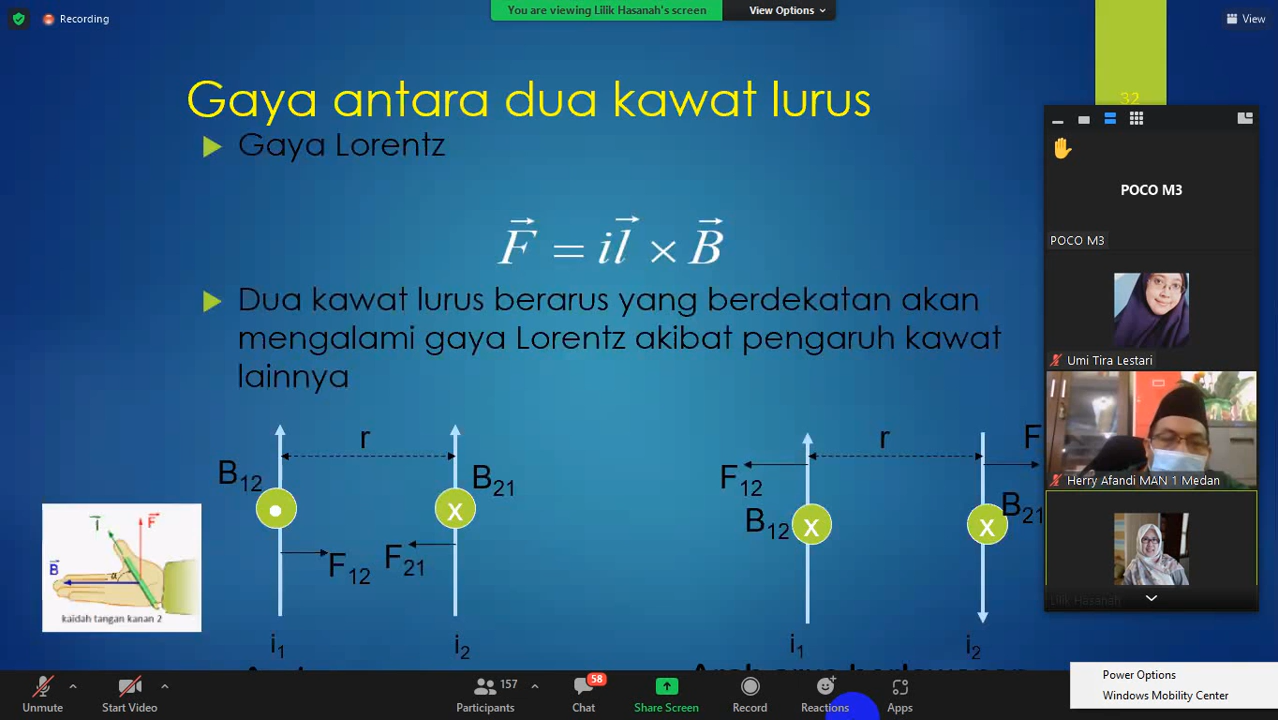 Recording
You are viewing Lilik Hasanah's screen
View Options
View
Gaya antara dua kawat lurus
32
Gaya Lorentz
F = il × B
Dua kawat lurus berarus yang berdekatan akan
mengalami gaya Lorentz akibat pengaruh kawat
lainnya
r
B12
B21
X
F12
F21
i1
i2
r
F12
F
B12
X
B21
X
i1
i2
l
F
B
α
kaidah tangan kanan 2
POCO M3
POCO M3
Umi Tira Lestari
Herry Afandi MAN 1 Medan
Lilik Hasanah
Power Options
Windows Mobility Center
Unmute
Start Video
157
Participants
58
Chat
Share Screen
Record
Reactions
Apps